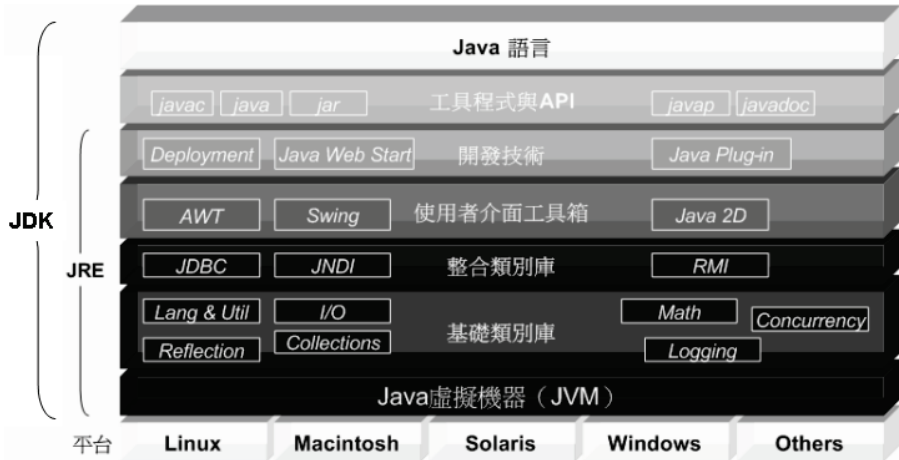 Java 語言
javac java jar 工具程式與API javap javadoc
Deployment Java Web Start 開發技術 Java Plug-in
JDK
AWT Swing 使用者介面工具箱 Java 2D
JRE
JDBC JNDI 整合類別庫 RMI
Lang & Util I/O Math
基礎類別庫 Concurrency
Reflection Collections Logging
Java虛擬機器（JVM）
平台 Linux Macintosh Solaris Windows Others